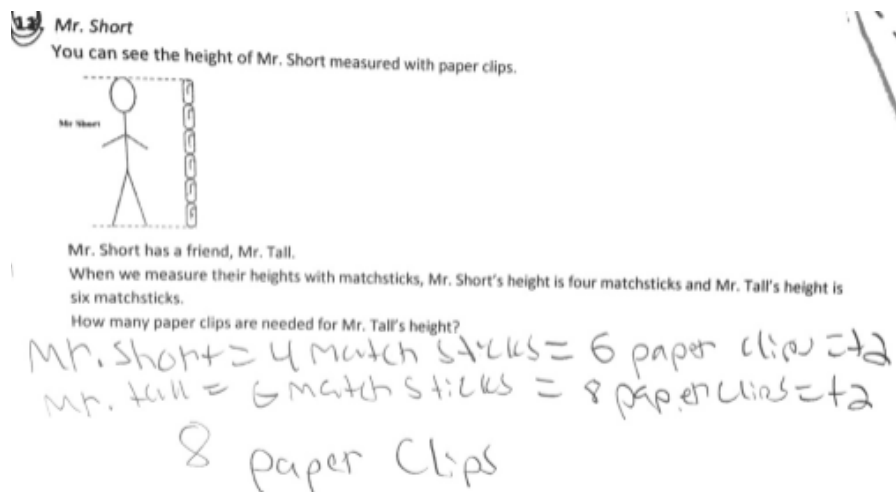 12. Mr. Short
You can see the height of Mr. Short measured with paper clips.
Mr Short
Mr. Short has a friend, Mr. Tall.
When we measure their heights with matchsticks, Mr. Short's height is four matchsticks and Mr. Tall's height is
six matchsticks.
How many paper clips are needed for Mr. Tall's height?
Mr. Short = 4 match sticks = 6 paper clips = +2
Mr. tall = 6 match sticks = 8 paper clips = +2
8 paper Clips